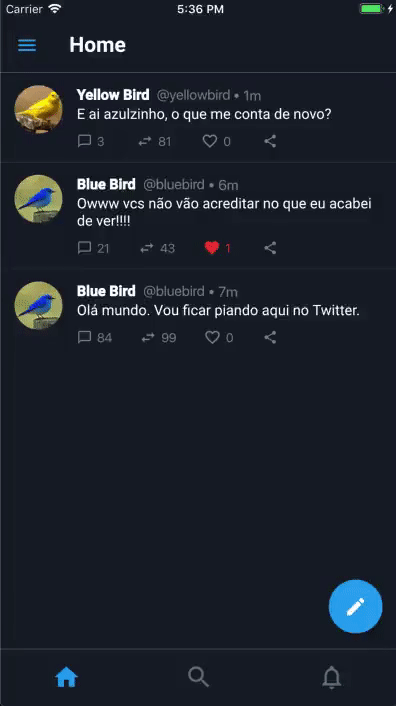 Carrier 5:36 PM
Home
Yellow Bird @yellowbird • 1m
E ai azulzinho, o que me conta de novo?
3 81 0
Blue Bird @bluebird • 6m
Owww vcs não vão acreditar no que eu acabei
de ver!!!!
21 43 1
Blue Bird @bluebird • 7m
Olá mundo. Vou ficar piando aqui no Twitter.
84 99 0